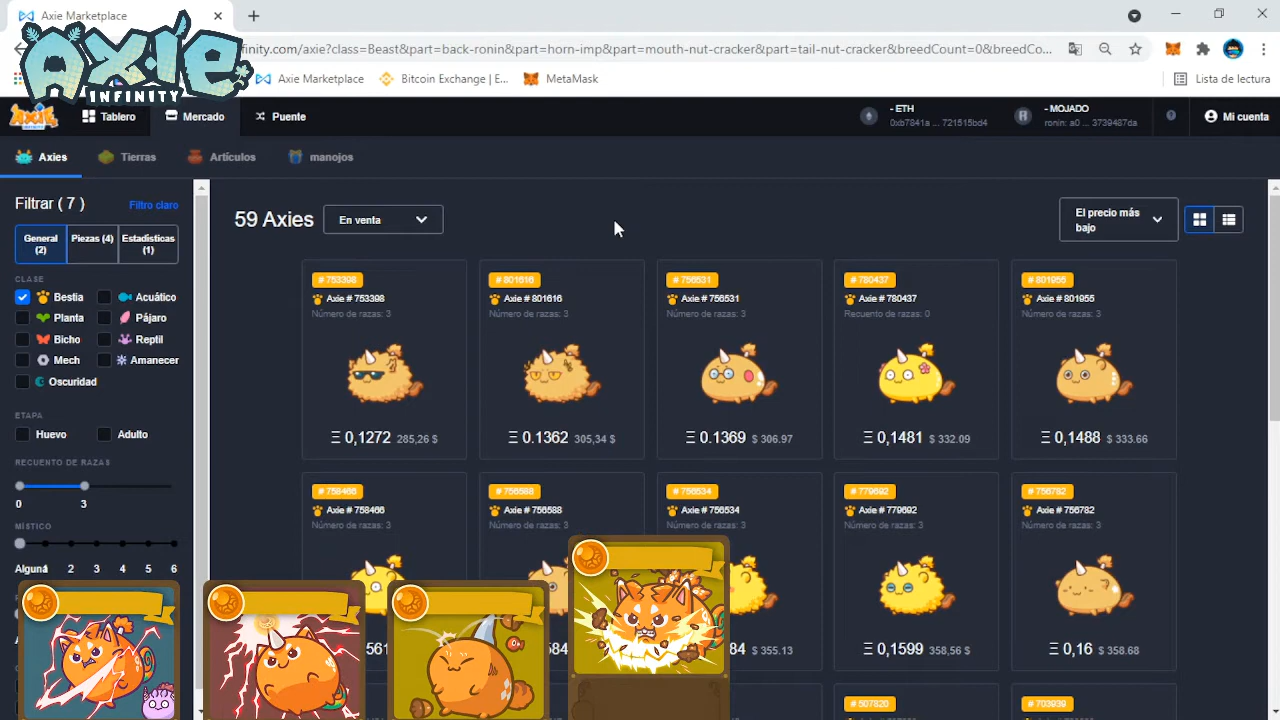 Axie Marketplace
AXIE
INFINITY
finity.com/axie?class=Beast&part=back-ronin&part=horn-imp&part=mouth-nut-cracker&part=tail-nut-cracker&breedCount=0&breedCo...
Axie Marketplace
Bitcoin Exchange | E...
MetaMask
Lista de lectura
AXIE
INFINITY
Tablero
Mercado
Puente
- ETH
0xb7841a ... 721515bd4
- MOJADO
ronin: a0 ... 3739487da
Mi cuenta
Axies
Tierras
Artículos
manojos
Filtrar ( 7 )
Filtro claro
General (2)
Piezas (4)
Estadísticas (1)
CLASE
Bestia
Acuático
Planta
Pájaro
Bicho
Reptil
Mech
Amanecer
Oscuridad
ETAPA
Huevo
Adulto
RECUENTO DE RAZAS
0 3
MÍSTICO
Alguna 1 2 3 4 5 6
59 Axies
En venta
El precio más
bajo
# 753398
Axie # 753398
Número de razas: 3
Ξ 0,1272 285,26 $
# 801616
Axie # 801616
Número de razas: 3
Ξ 0.1362 305,34 $
# 756531
Axie # 756531
Número de razas: 3
Ξ 0.1369 $ 306.97
# 780437
Axie # 780437
Recuento de razas: 0
Ξ 0,1481 $ 332.09
# 801955
Axie # 801955
Número de razas: 3
Ξ 0,1488 $ 333.66
# 758466
Axie # 758466
Número de razas: 3
# 756588
Axie # 756588
Número de razas: 3
# 756534
Axie # 756534
Número de razas: 3
84 $ 355.13
# 779692
Axie # 779692
Número de razas: 3
Ξ 0,1599 358,56 $
# 756782
Axie # 756782
Número de razas: 3
Ξ 0,16 $ 358.68
# 507820
# 703939